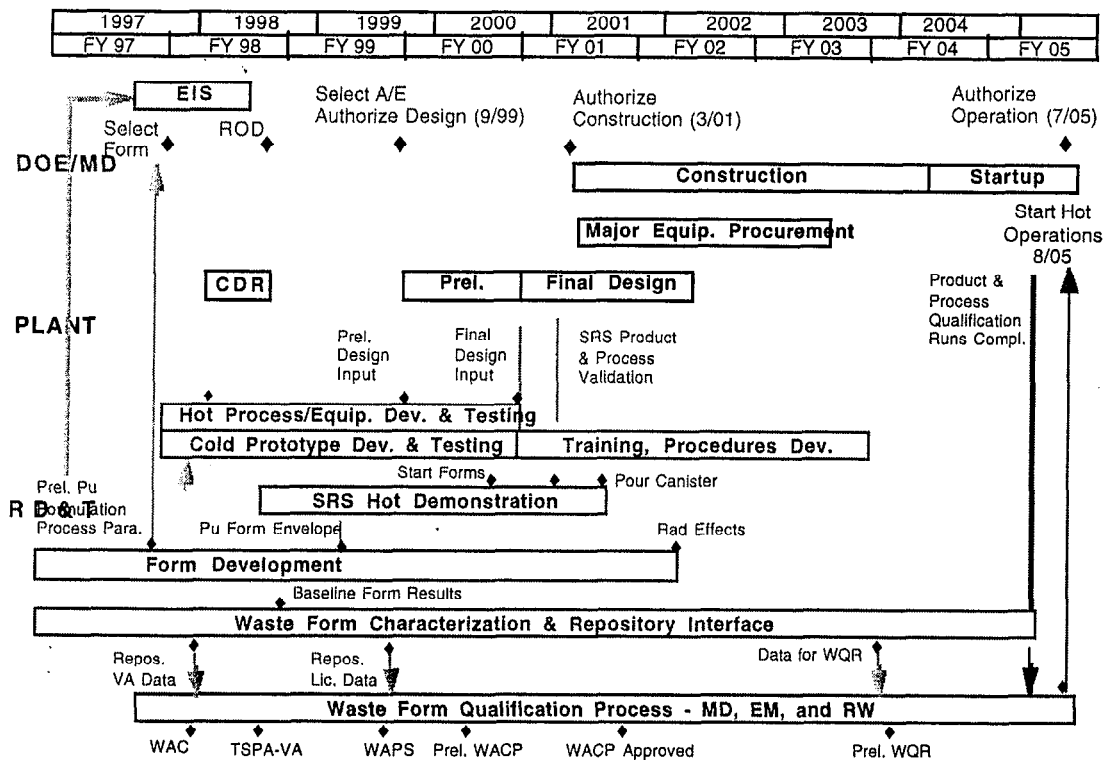 1997 1998 1999 2000 2001 2002 2003 2004
FY 97 FY 98 FY 99 FY 00 FY 01 FY 02 FY 03 FY 04 FY 05
EIS
Select A/E
Authorize Design (9/99)
Authorize
Construction (3/01)
Authorize
Operation (7/05)
Select
Form
ROD
DOE/MD
Construction
Startup
Major Equip. Procurement
Start Hot
Operations
8/05
CDR
Prel.
Final Design
Product &
Process
Qualification
Runs Compl.
PLANT
Prel.
Design
Input
Final
Design
Input
SRS Product
& Process
Validation
Hot Process/Equip. Dev. & Testing
Cold Prototype Dev. & Testing
Training, Procedures Dev.
Start Forms
Pour Canister
SRS Hot Demonstration
R D & T
Prel. Pu
Formulation
Process Para.
Pu Form Envelope
Rad Effects
Form Development
Baseline Form Results
Waste Form Characterization & Repository Interface
Repos.
VA Data
Repos.
Lic. Data
Data for WQR
Waste Form Qualification Process - MD, EM, and RW
WAC
TSPA-VA
WAPS
Prel. WACP
WACP Approved
Prel. WQR